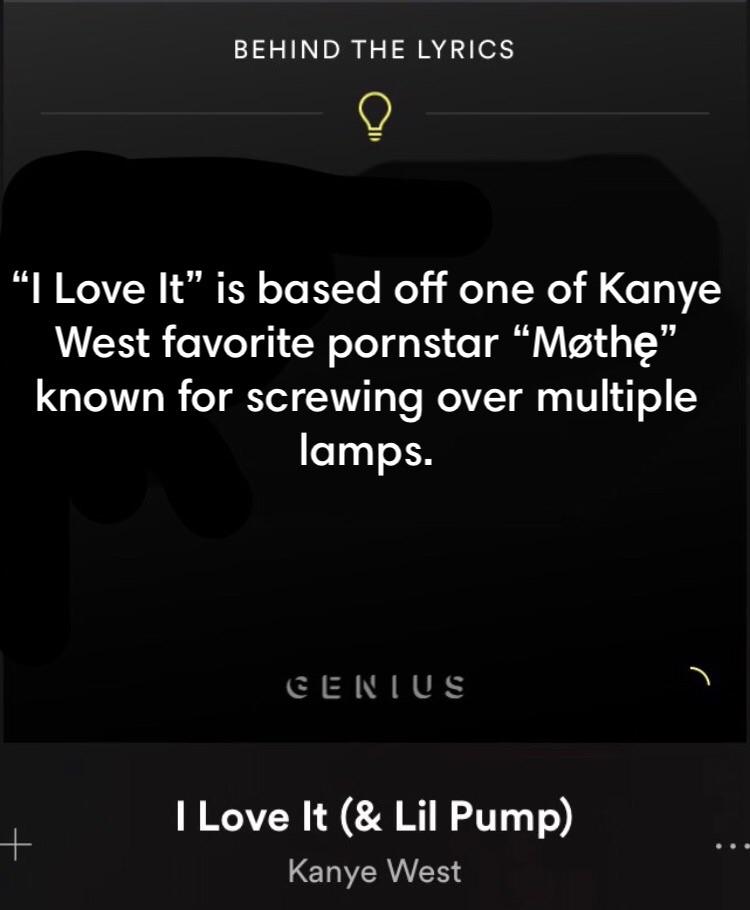 BEHIND THE LYRICS
“I Love It” is based off one of Kanye
West favorite pornstar “Møthę”
known for screwing over multiple
lamps.
GENIUS
I Love It (& Lil Pump)
Kanye West